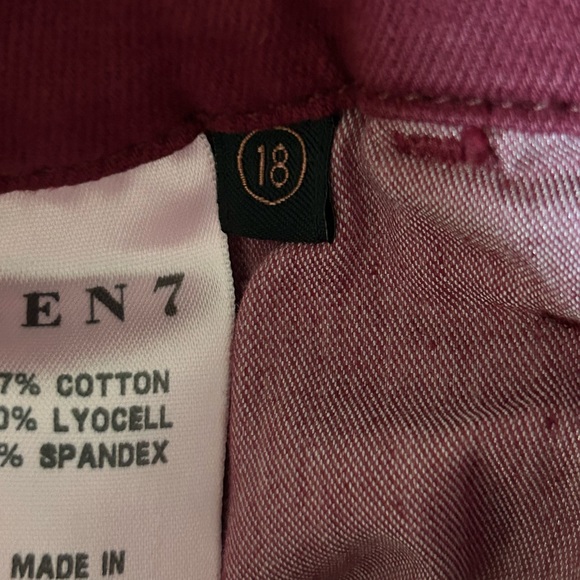 18
EN7
7% COTTON
0% LYOCELL
% SPANDEX
MADE IN